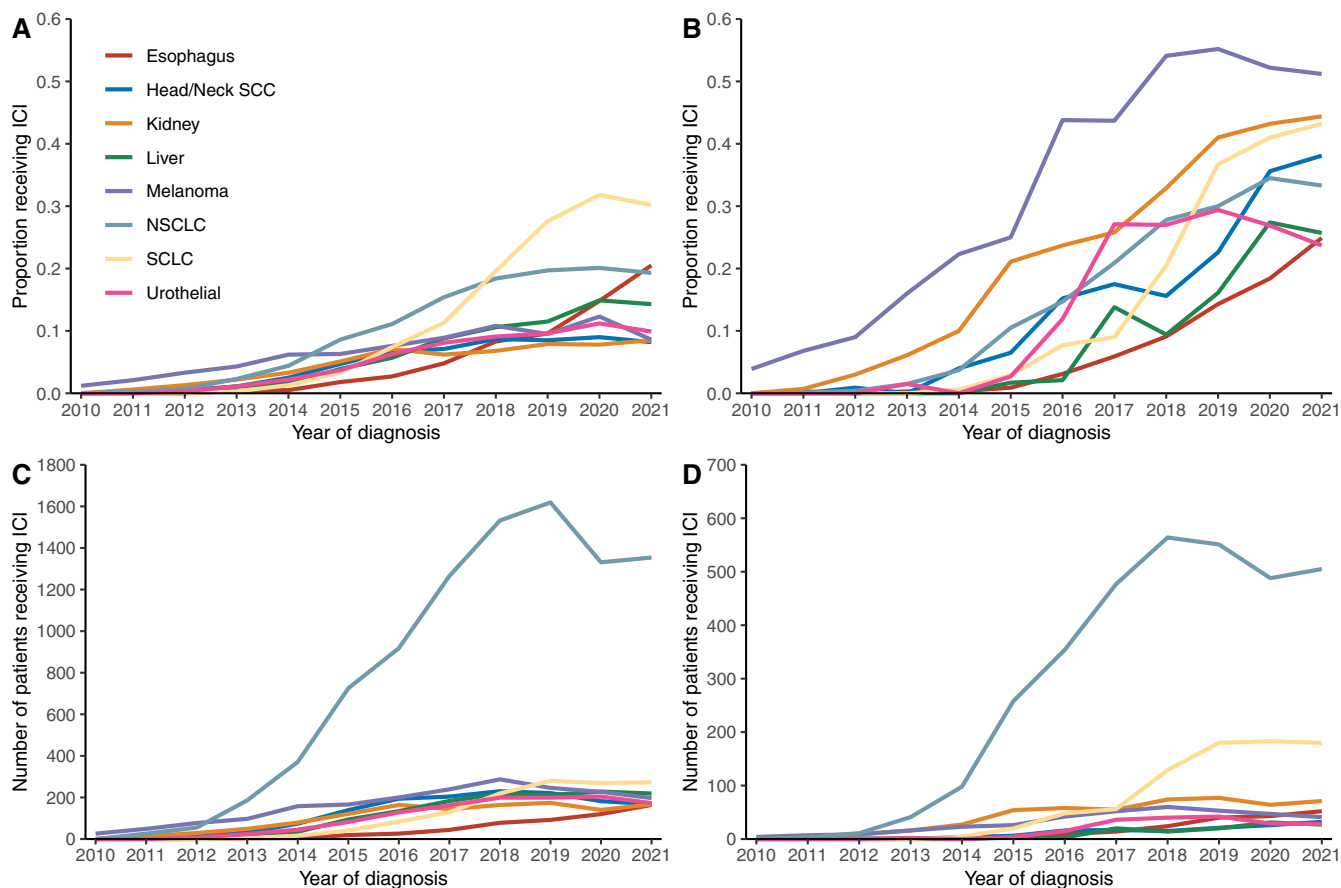 A
Proportion receiving ICI
0.6
0.5
0.4
0.3
0.2
0.1
0.0
Esophagus
Head/Neck SCC
Kidney
Liver
Melanoma
NSCLC
SCLC
Urothelial
2010 2011 2012 2013 2014 2015 2016 2017 2018 2019 2020 2021
Year of diagnosis
B
Proportion receiving ICI
0.6
0.5
0.4
0.3
0.2
0.1
0.0
2010 2011 2012 2013 2014 2015 2016 2017 2018 2019 2020 2021
Year of diagnosis
C
Number of patients receiving ICI
1800
1600
1400
1200
1000
800
600
400
200
0
2010 2011 2012 2013 2014 2015 2016 2017 2018 2019 2020 2021
Year of diagnosis
D
Number of patients receiving ICI
700
600
500
400
300
200
100
0
2010 2011 2012 2013 2014 2015 2016 2017 2018 2019 2020 2021
Year of diagnosis